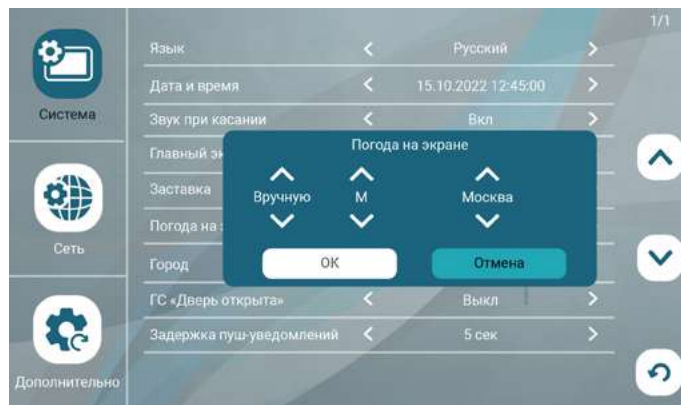 1/1
Система
Сеть
Дополнительно
Язык < Русский >
Дата и время < 15.10.2022 12:45:00 >
Звук при касании < Вкл >
Главный
Заставка
Погода на
Город
ГС «Дверь открыта» < Выкл >
Задержка пуш-уведомлений < 5 сек >
Погода на экране
Вручную М Москва
ОК Отмена